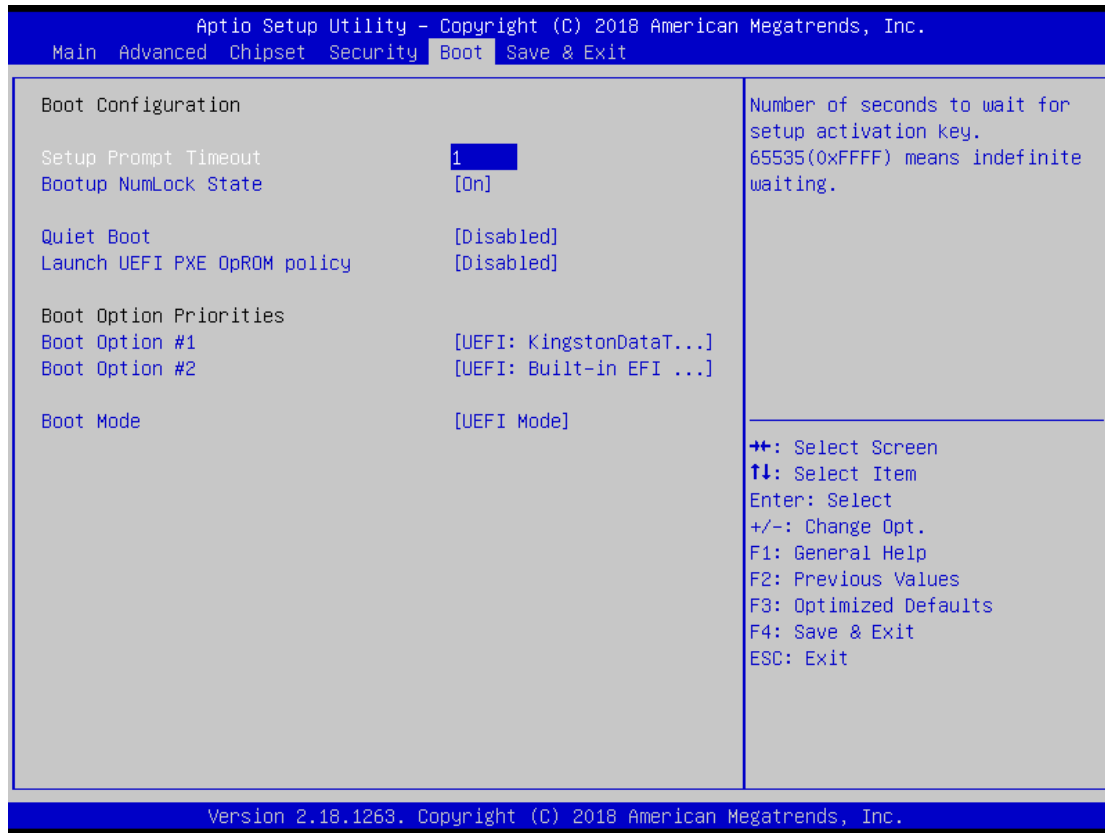 Aptio Setup Utility – Copyright (C) 2018 American Megatrends, Inc.
Main Advanced Chipset Security Boot Save & Exit
Boot Configuration
Setup Prompt Timeout 1
Bootup NumLock State [On]
Quiet Boot [Disabled]
Launch UEFI PXE OpROM policy [Disabled]
Boot Option Priorities
Boot Option #1 [UEFI: KingstonDataT...]
Boot Option #2 [UEFI: Built-in EFI ...]
Boot Mode [UEFI Mode]
Number of seconds to wait for
setup activation key.
65535(0xFFFF) means indefinite
waiting.
→←: Select Screen
↑↓: Select Item
Enter: Select
+/-: Change Opt.
F1: General Help
F2: Previous Values
F3: Optimized Defaults
F4: Save & Exit
ESC: Exit
Version 2.18.1263. Copyright (C) 2018 American Megatrends, Inc.